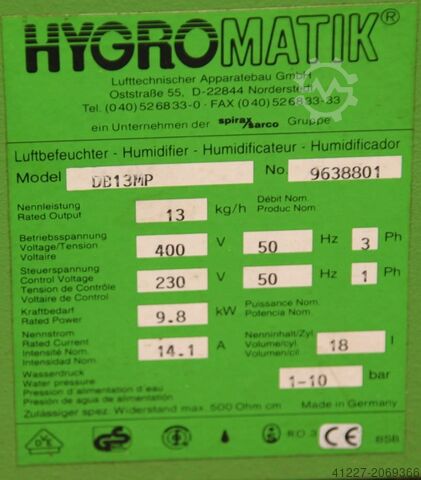 HYGROMATIK®
Lufttechnischer Apparatebau GmbH
Oststraße 55, D-22844 Norderstedt
Tel. (040) 526833-0 · FAX (040) 526833-33
ein Unternehmen der spirax sarco Gruppe
Luftbefeuchter - Humidifier - Humidificateur - Humidificador
Model DB13MP No. 9638801
Nennleistung Débit Nom.
Rated Output 13 kg/h Produc Nom.
Betriebsspannung
Voltage/Tension 400 V 50 Hz 3 Ph
Voltaire
Steuerspannung
Control Voltage 230 V 50 Hz 1 Ph
Tension de Contrôle
Voltaire de Control
Kraftbedarf Puissance Nom.
Rated Power 9.8 kW Potencia Nom.
Nennstrom Nenninhalt/Zyl.
Rated Current 14.1 A Volume/cyl. 18 l
Intensité Nom. Volumen/cil.
Intensidad Nom.
Wasserdruck
Water pressure 1-10 bar
Pression d'alimentation d'eau
Pression de agua de alimentación
Zulässiger spez. Widerstand max. 500 Ohm cm Made in Germany
DVE GS R.O. 3 CE BSB
41227-2069366